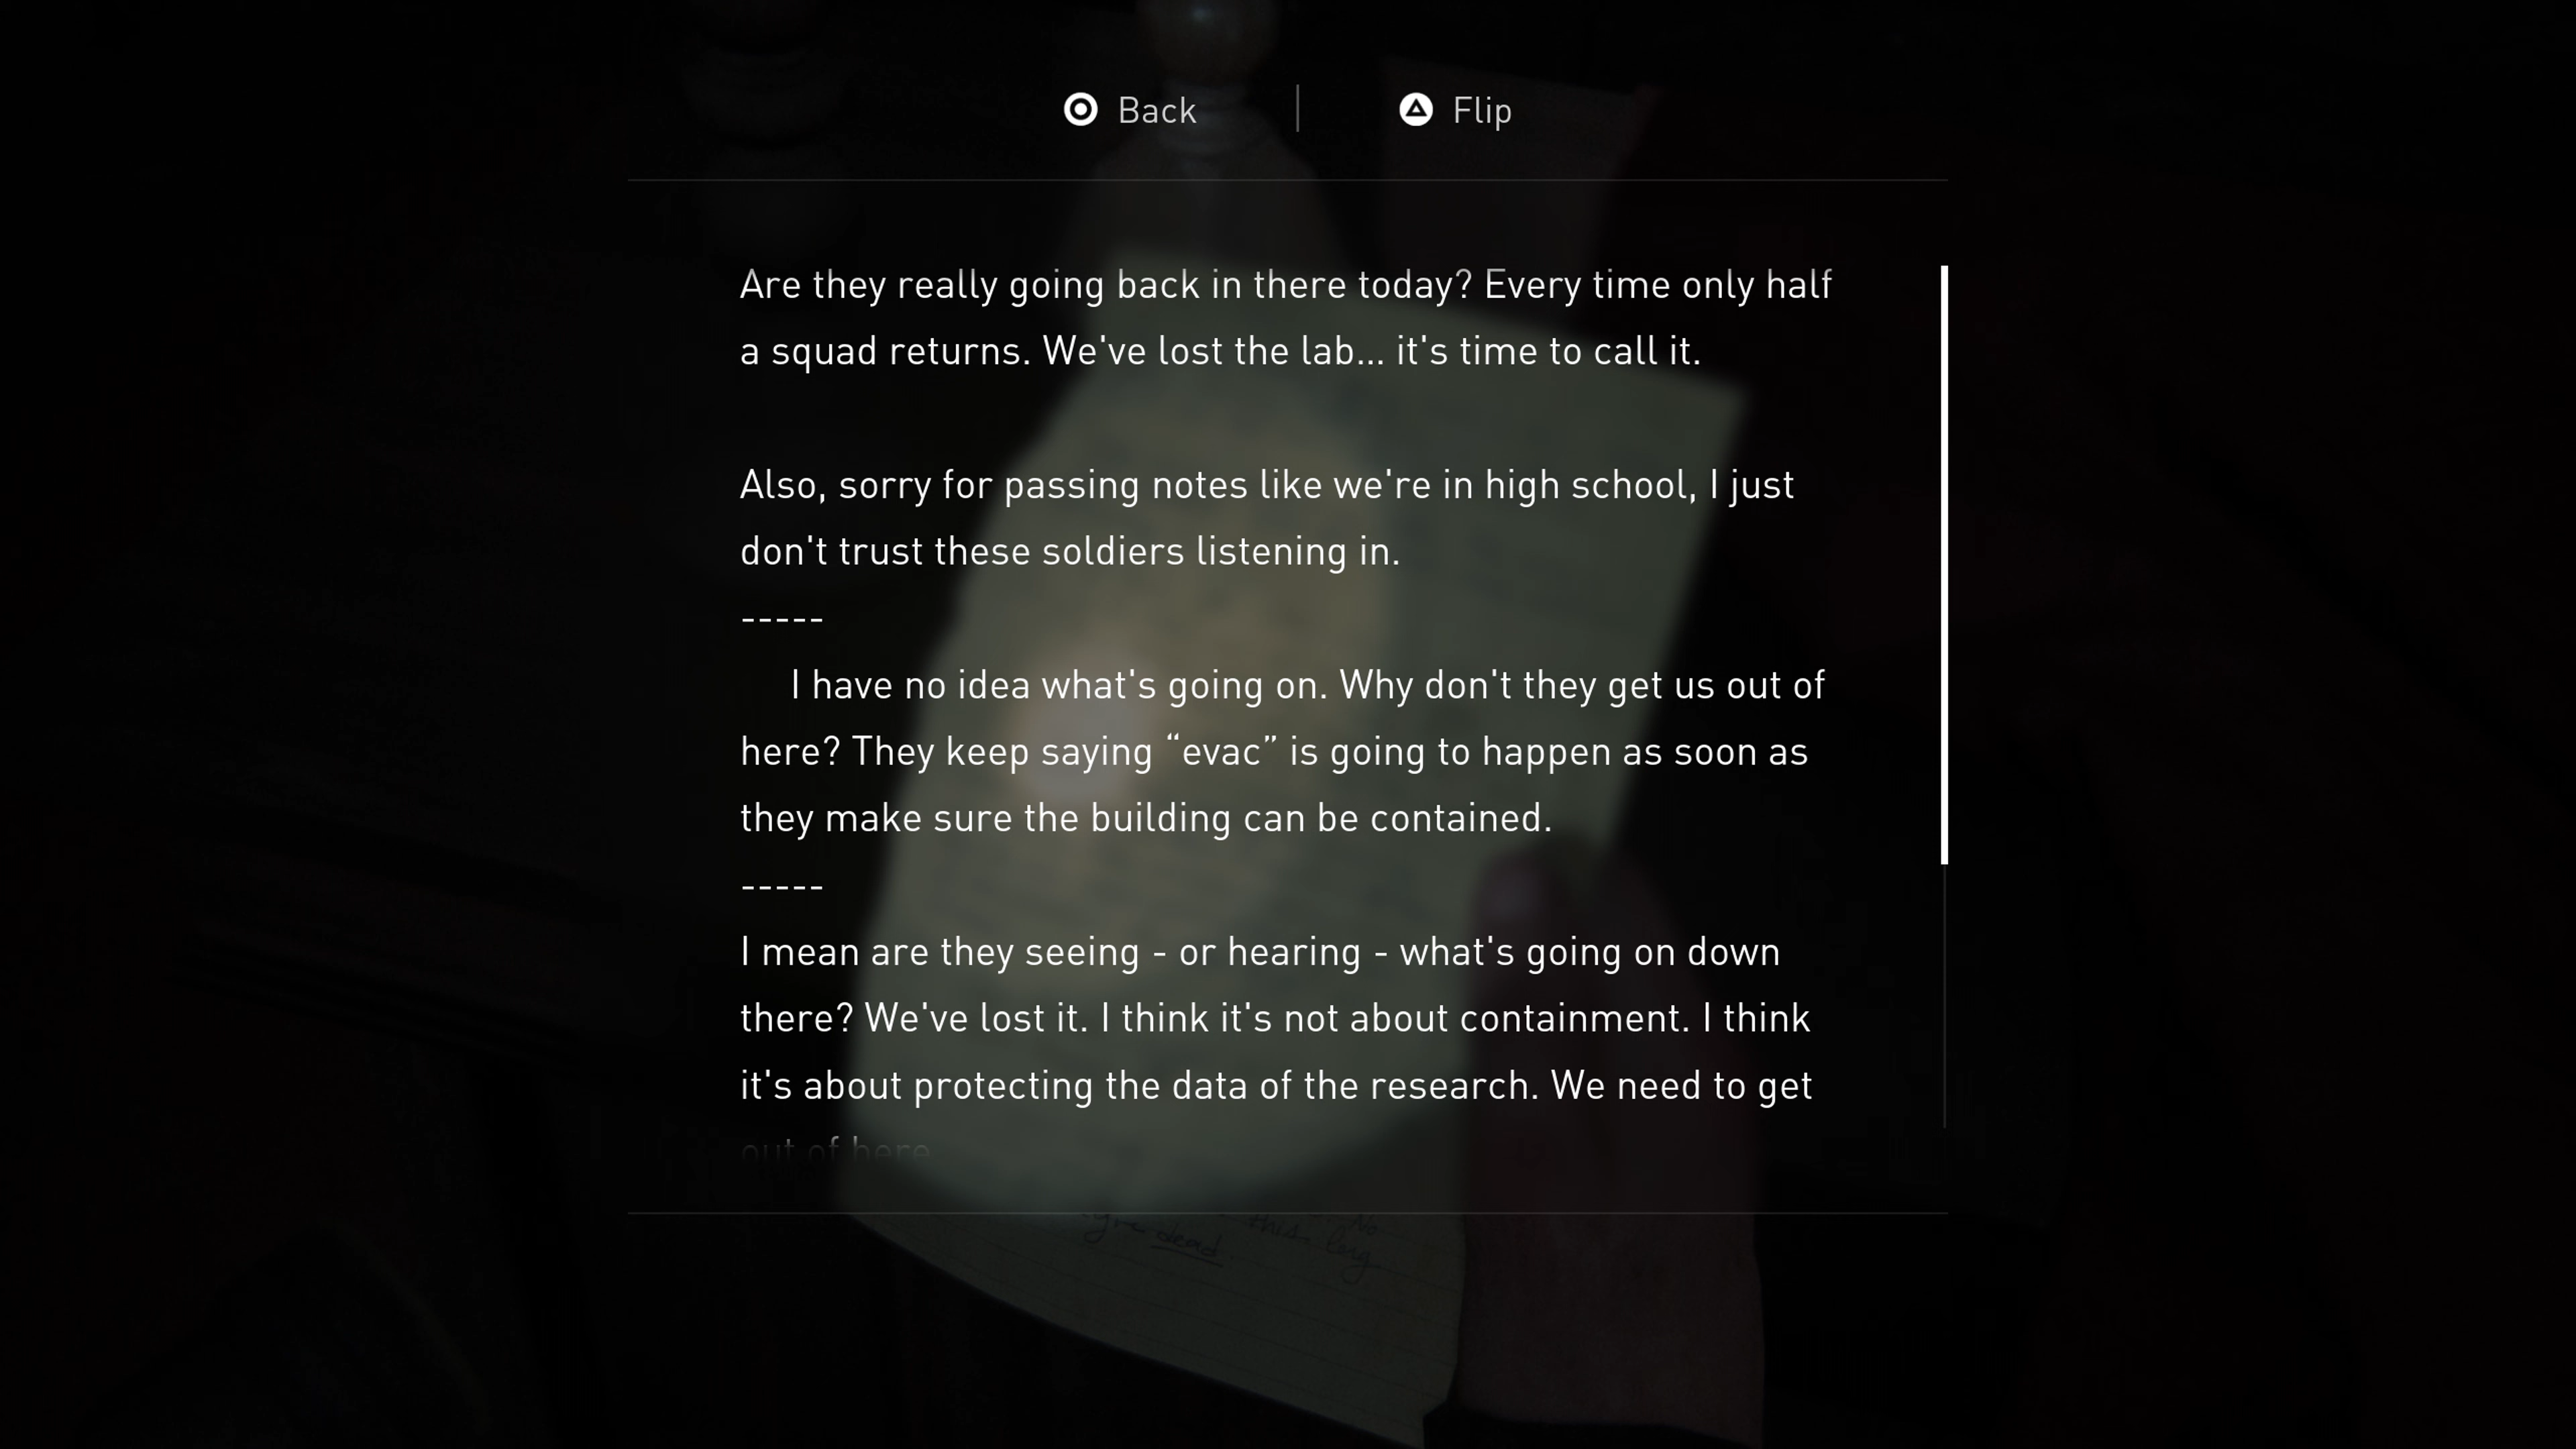 Back | Flip
Are they really going back in there today? Every time only half
a squad returns. We've lost the lab... it's time to call it.
Also, sorry for passing notes like we're in high school, I just
don't trust these soldiers listening in.
-----
I have no idea what's going on. Why don't they get us out of
here? They keep saying “evac” is going to happen as soon as
they make sure the building can be contained.
-----
I mean are they seeing - or hearing - what's going on down
there? We've lost it. I think it's not about containment. I think
it's about protecting the data of the research. We need to get
out of here
this. No
dead long